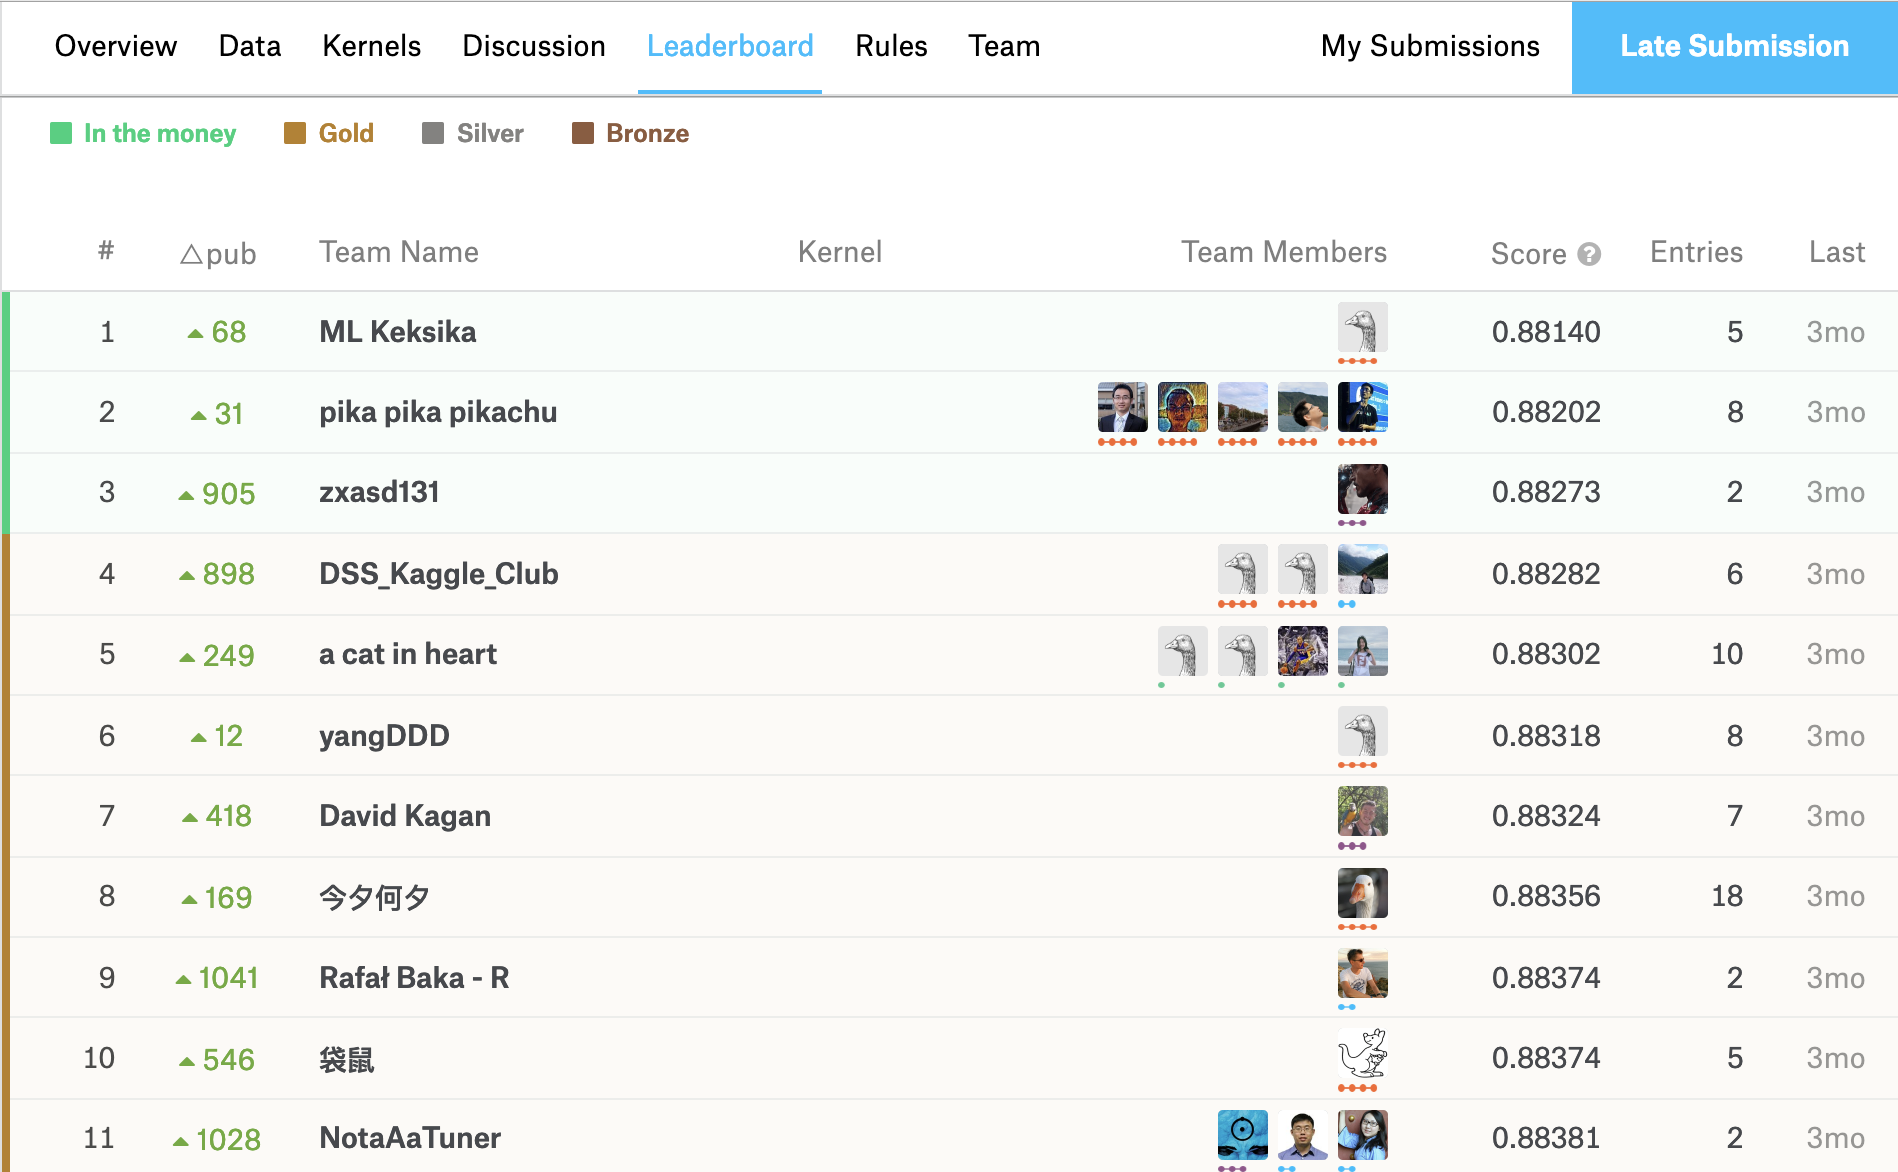 Overview Data Kernels Discussion Leaderboard Rules Team My Submissions Late Submission
In the money Gold Silver Bronze
# △pub Team Name Kernel Team Members Score ? Entries Last
1 ▲ 68 ML Keksika 0.88140 5 3mo
2 ▲ 31 pika pika pikachu 0.88202 8 3mo
3 ▲ 905 zxasd131 0.88273 2 3mo
4 ▲ 898 DSS_Kaggle_Club 0.88282 6 3mo
5 ▲ 249 a cat in heart 0.88302 10 3mo
6 ▲ 12 yangDDD 0.88318 8 3mo
7 ▲ 418 David Kagan 0.88324 7 3mo
8 ▲ 169 今夕何夕 0.88356 18 3mo
9 ▲ 1041 Rafał Baka - R 0.88374 2 3mo
10 ▲ 546 袋鼠 0.88374 5 3mo
11 ▲ 1028 NotaAaTuner 0.88381 2 3mo